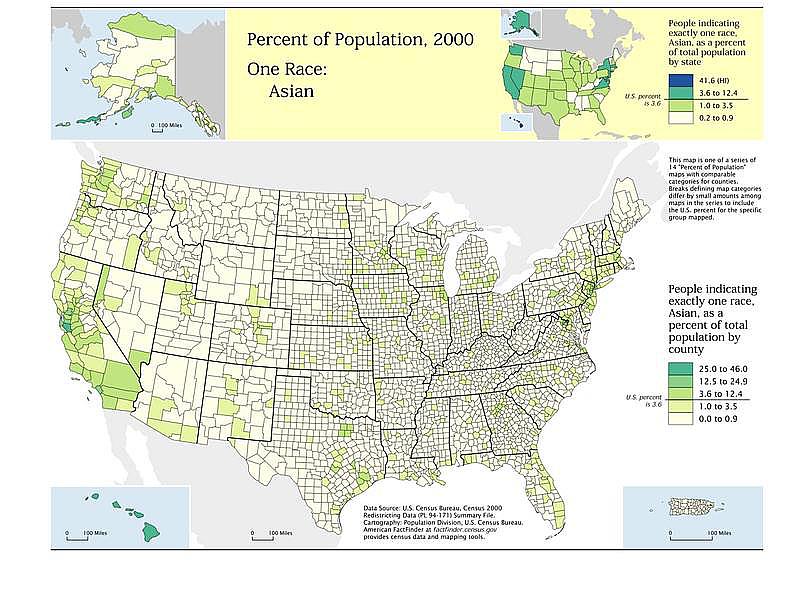 Percent of Population, 2000
One Race:
Asian
0 100 Miles
People indicating
exactly one race,
Asian, as a percent
of total population
by state
U.S. percent
is 3.6
41.6 (HI)
3.6 to 12.4
1.0 to 3.5
0.2 to 0.9
This map is one of a series of
14 "Percent of Population"
maps with comparable
categories for counties.
Breaks defining map categories
differ by small amounts among
maps in the series to include
the U.S. percent for the specific
group mapped.
People indicating
exactly one race,
Asian, as a
percent of total
population by
county
25.0 to 46.0
12.5 to 24.9
3.6 to 12.4
U.S. percent
is 3.6
1.0 to 3.5
0.0 to 0.9
Data Source: U.S. Census Bureau, Census 2000
Redistricting Data (PL 94-171) Summary File.
Cartography: Population Division, U.S. Census Bureau.
American FactFinder at factfinder.census.gov
provides census data and mapping tools.
0 100 Miles
0 100 Miles
0 100 Miles